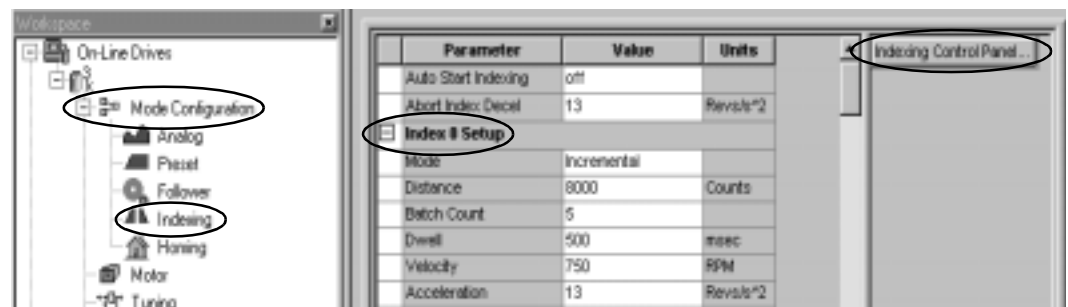 Workspace
On-Line Drives
Mode Configuration
Analog
Preset
Follower
Indexing
Homing
Motor
Tuning
Parameter Value Units
Auto Start Indexing off
Abort Index Decel 13 Revs/s^2
Index 0 Setup
Mode Incremental
Distance 8000 Counts
Batch Count 5
Dwell 500 msec
Velocity 750 RPM
Acceleration 13 Revs/s^2
Indexing Control Panel...